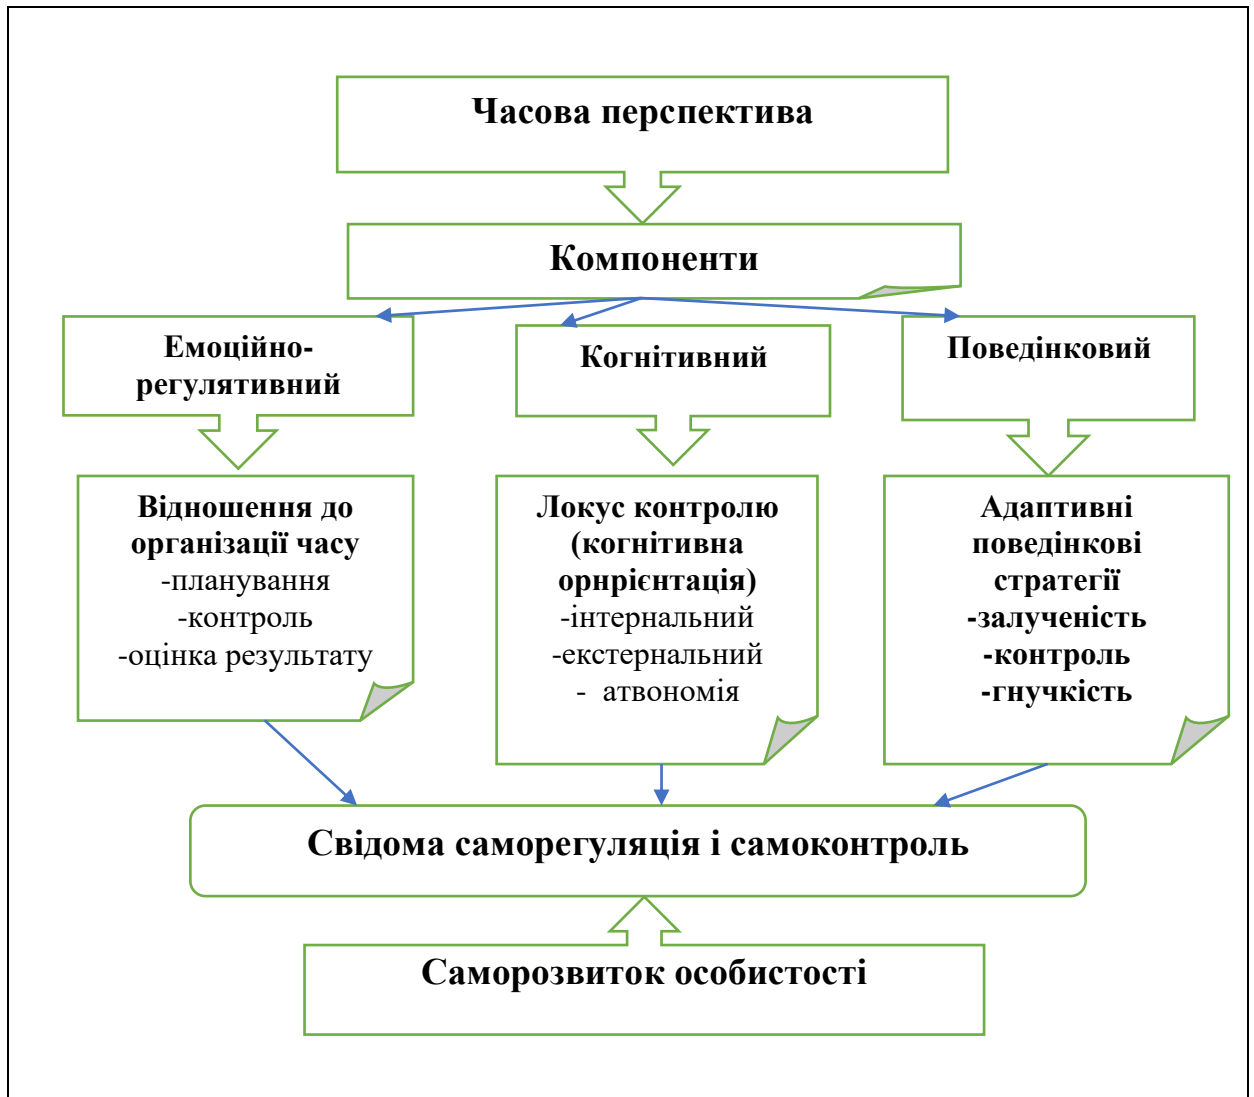 Часова перспектива
Компоненти
Емоційно-
регулятивний
Когнітивний
Поведінковий
Відношення до
організації часу
-планування
-контроль
-оцінка результату
Локус контролю
(когнітивна
орнрієнтація)
-інтернальний
-екстернальний
- атвономія
Адаптивні
поведінкові
стратегії
-залученість
-контроль
-гнучкість
Свідома саморегуляція і самоконтроль
Саморозвиток особистості